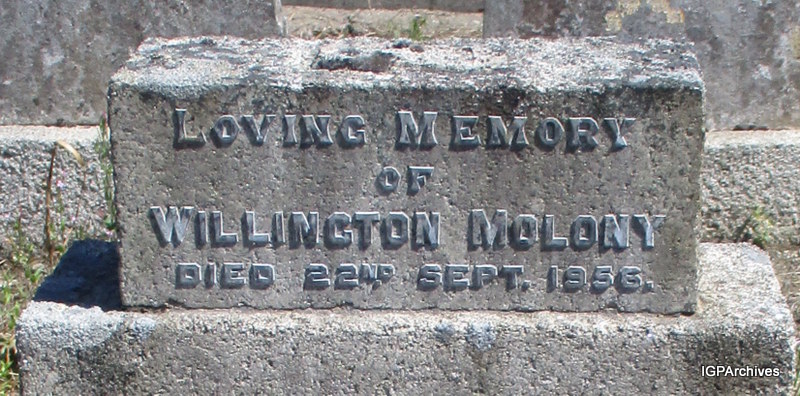 LOVING MEMORY
OF
WILLINGTON MOLONY
DIED 22ND SEPT. 1956.
IGPArchives